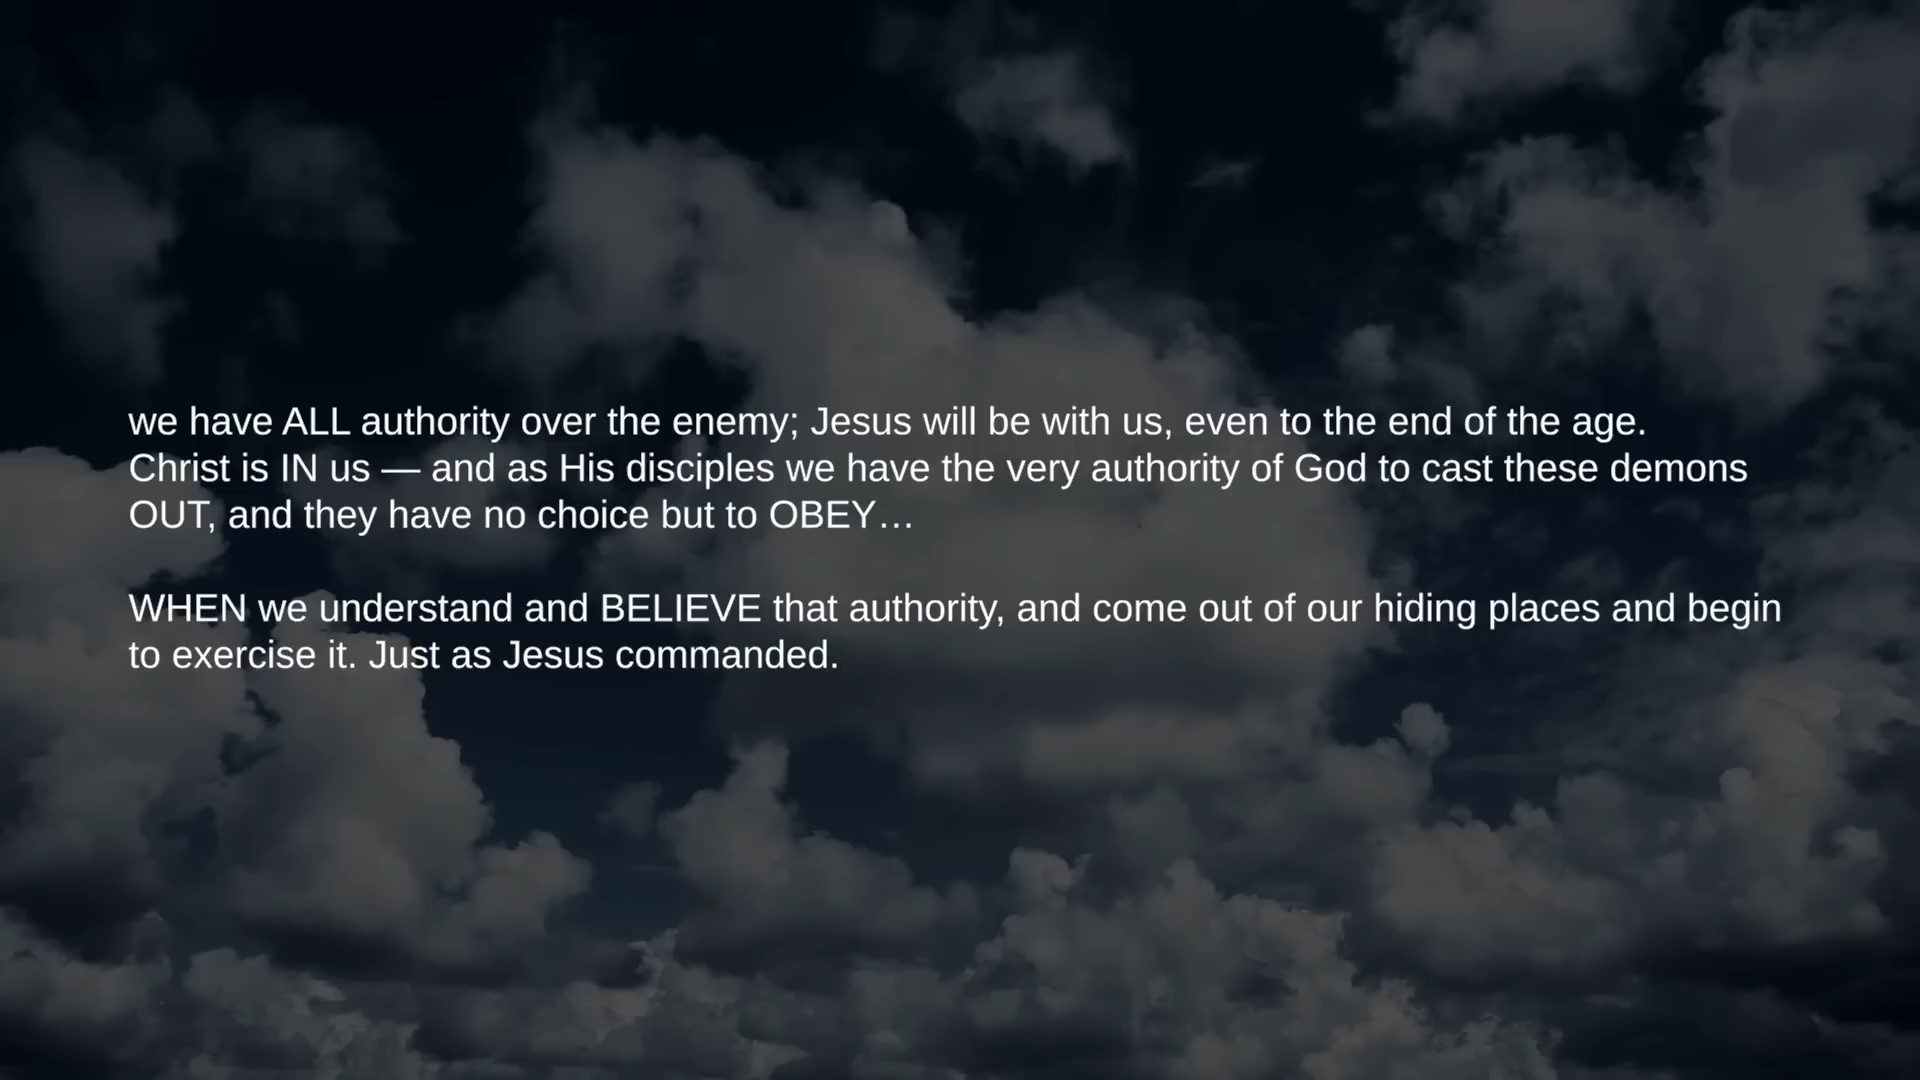 we have ALL authority over the enemy; Jesus will be with us, even to the end of the age.
Christ is IN us — and as His disciples we have the very authority of God to cast these demons
OUT, and they have no choice but to OBEY…
WHEN we understand and BELIEVE that authority, and come out of our hiding places and begin
to exercise it. Just as Jesus commanded.